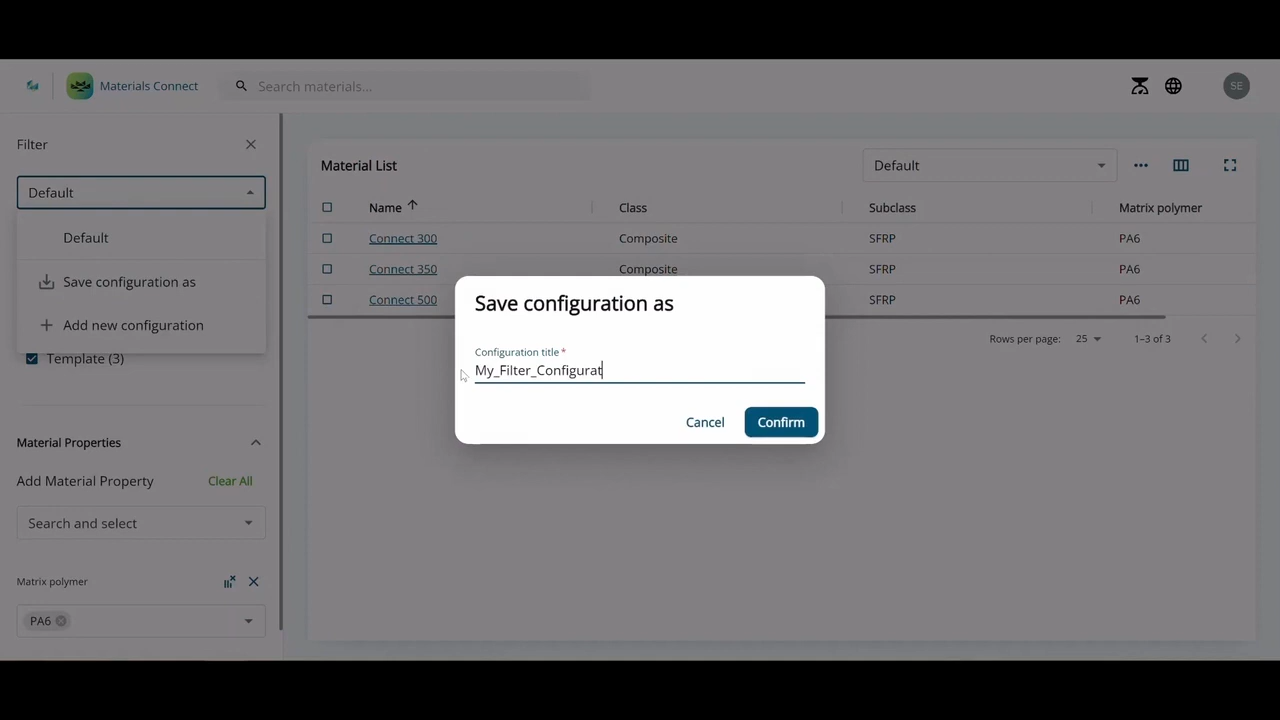 Materials Connect
Search materials...
SE
Filter
Default
Default
Save configuration as
Add new configuration
Template (3)
Material Properties
Add Material Property
Clear All
Search and select
Matrix polymer
PA6
Material List
Default
Name
Class
Subclass
Matrix polymer
Connect 300
Composite
SFRP
PA6
Connect 350
Composite
SFRP
PA6
Connect 500
SFRP
PA6
Rows per page:
25
1–3 of 3
Save configuration as
Configuration title*
My_Filter_Configurat
Cancel
Confirm